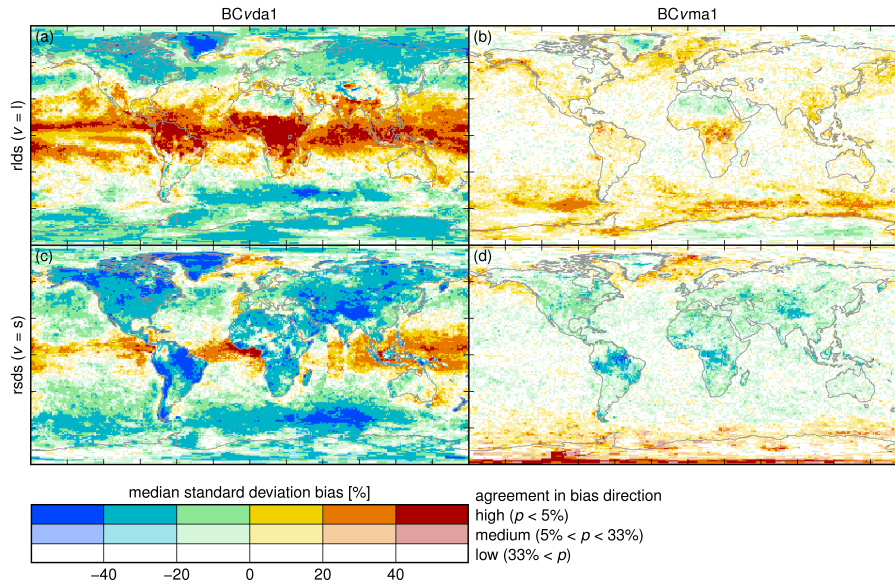 BCvda1
BCvma1
(a)
(b)
rlds (v = l)
(c)
(d)
rsds (v = s)
median standard deviation bias [%]
agreement in bias direction
high (p < 5%)
medium (5% < p < 33%)
low (33% < p)
−40 −20 0 20 40